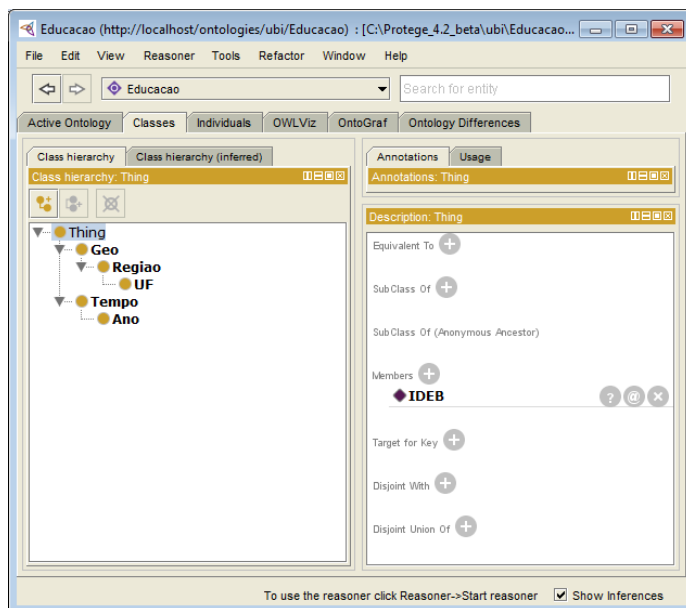 Educacao (http://localhost/ontologies/ubi/Educacao) : [C:\Protege_4.2_beta\ubi\Educacao...
File Edit View Reasoner Tools Refactor Window Help
Educacao
Search for entity
Active Ontology Classes Individuals OWLViz OntoGraf Ontology Differences
Class hierarchy Class hierarchy (inferred)
Class hierarchy: Thing
Thing
Geo
Regiao
UF
Tempo
Ano
Annotations Usage
Annotations: Thing
Description: Thing
Equivalent To
SubClass Of
SubClass Of (Anonymous Ancestor)
Members
IDEB
Target for Key
Disjoint With
Disjoint Union Of
To use the reasoner click Reasoner->Start reasoner Show Inferences